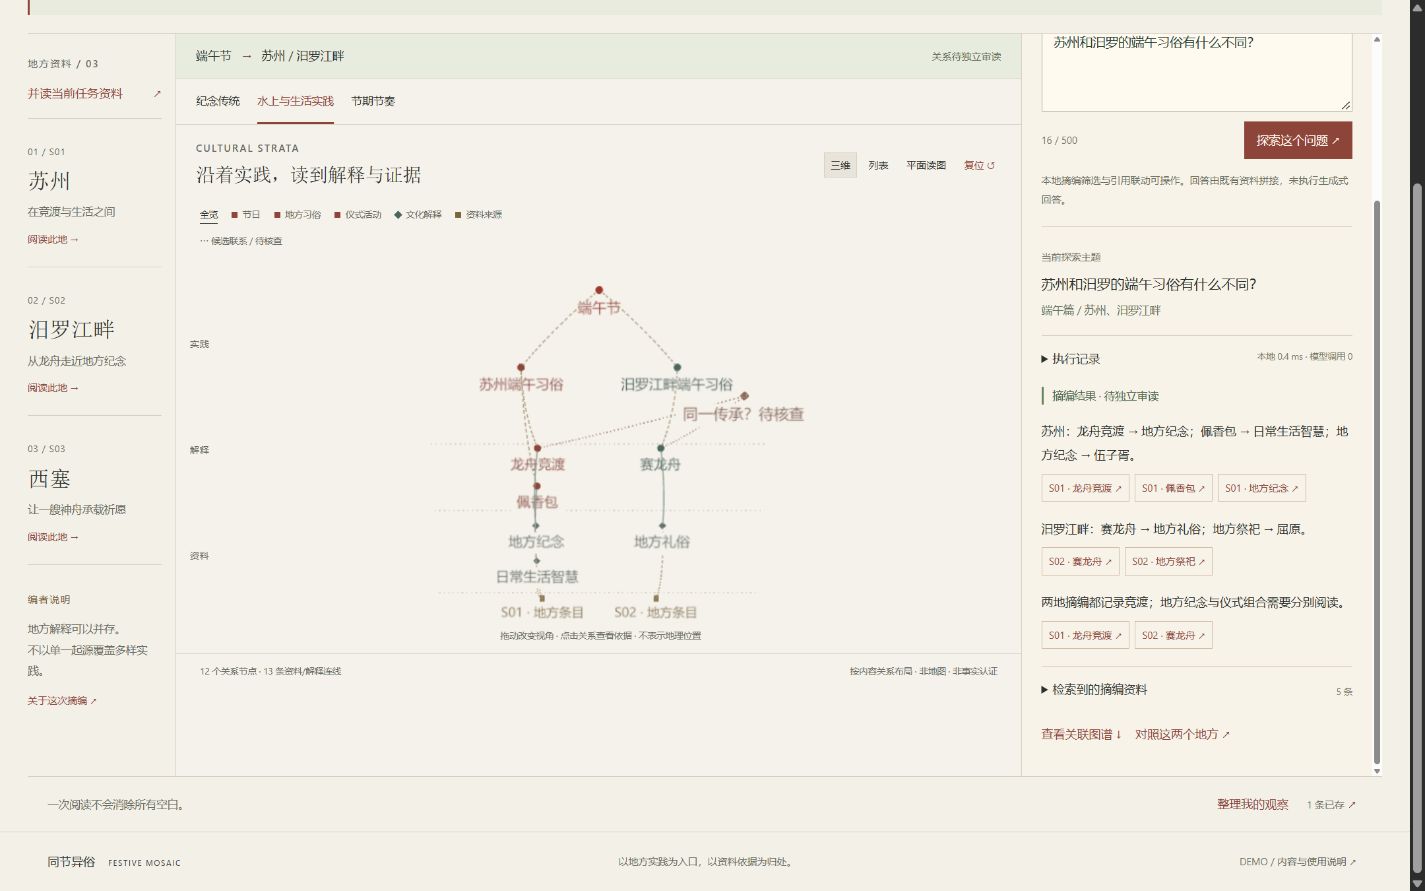 地方资料 / 03
并读当前任务资料 ↗
01 / S01
苏州
在竞渡与生活之间
阅读此地 →
02 / S02
汨罗江畔
从龙舟走近地方纪念
阅读此地 →
03 / S03
西塞
让一艘神舟承载祈愿
阅读此地 →
编者说明
地方解释可以并存。
不以单一起源覆盖多样实
践。
关于这次摘编 ↗
端午节 → 苏州 / 汨罗江畔
关系待独立审读
纪念传统 水上与生活实践 节期节奏
CULTURAL STRATA
沿着实践，读到解释与证据
三维 列表 平面读图 复位 ↺
全览 节日 地方习俗 仪式活动 文化解释 资料来源
··· 候选联系 / 待核查
端午节
实践
苏州端午习俗 汨罗江畔端午习俗
同一传承？待核查
解释
龙舟竞渡 赛龙舟
佩香包
地方纪念 地方礼俗
资料
日常生活智慧
S01 · 地方条目 S02 · 地方条目
拖动改变视角 · 点击关系查看依据 · 不表示地理位置
12 个关系节点 · 13 条资料/解释连线
按内容关系布局 · 非地图 · 非事实认证
苏州和汨罗的端午习俗有什么不同？
16 / 500
探索这个问题 ↗
本地摘编筛选与引用联动可操作。回答由既有资料拼接，未执行生成式
回答。
当前探索主题
苏州和汨罗的端午习俗有什么不同？
端午篇 / 苏州、汨罗江畔
▶ 执行记录
本地 0.4 ms · 模型调用 0
摘编结果 · 待独立审读
苏州：龙舟竞渡 → 地方纪念；佩香包 → 日常生活智慧；地
方纪念 → 伍子胥。
S01 · 龙舟竞渡 ↗ S01 · 佩香包 ↗ S01 · 地方纪念 ↗
汨罗江畔：赛龙舟 → 地方礼俗；地方祭祀 → 屈原。
S02 · 赛龙舟 ↗ S02 · 地方祭祀 ↗
两地摘编都记录竞渡；地方纪念与仪式组合需要分别阅读。
S01 · 龙舟竞渡 ↗ S02 · 赛龙舟 ↗
▶ 检索到的摘编资料
5 条
查看关联图谱 ↓ 对照这两个地方 ↗
一次阅读不会消除所有空白。
整理我的观察 1 条已存 ↗
同节异俗 FESTIVE MOSAIC
以地方实践为入口，以资料依据为归处。
DEMO / 内容与使用说明 ↗